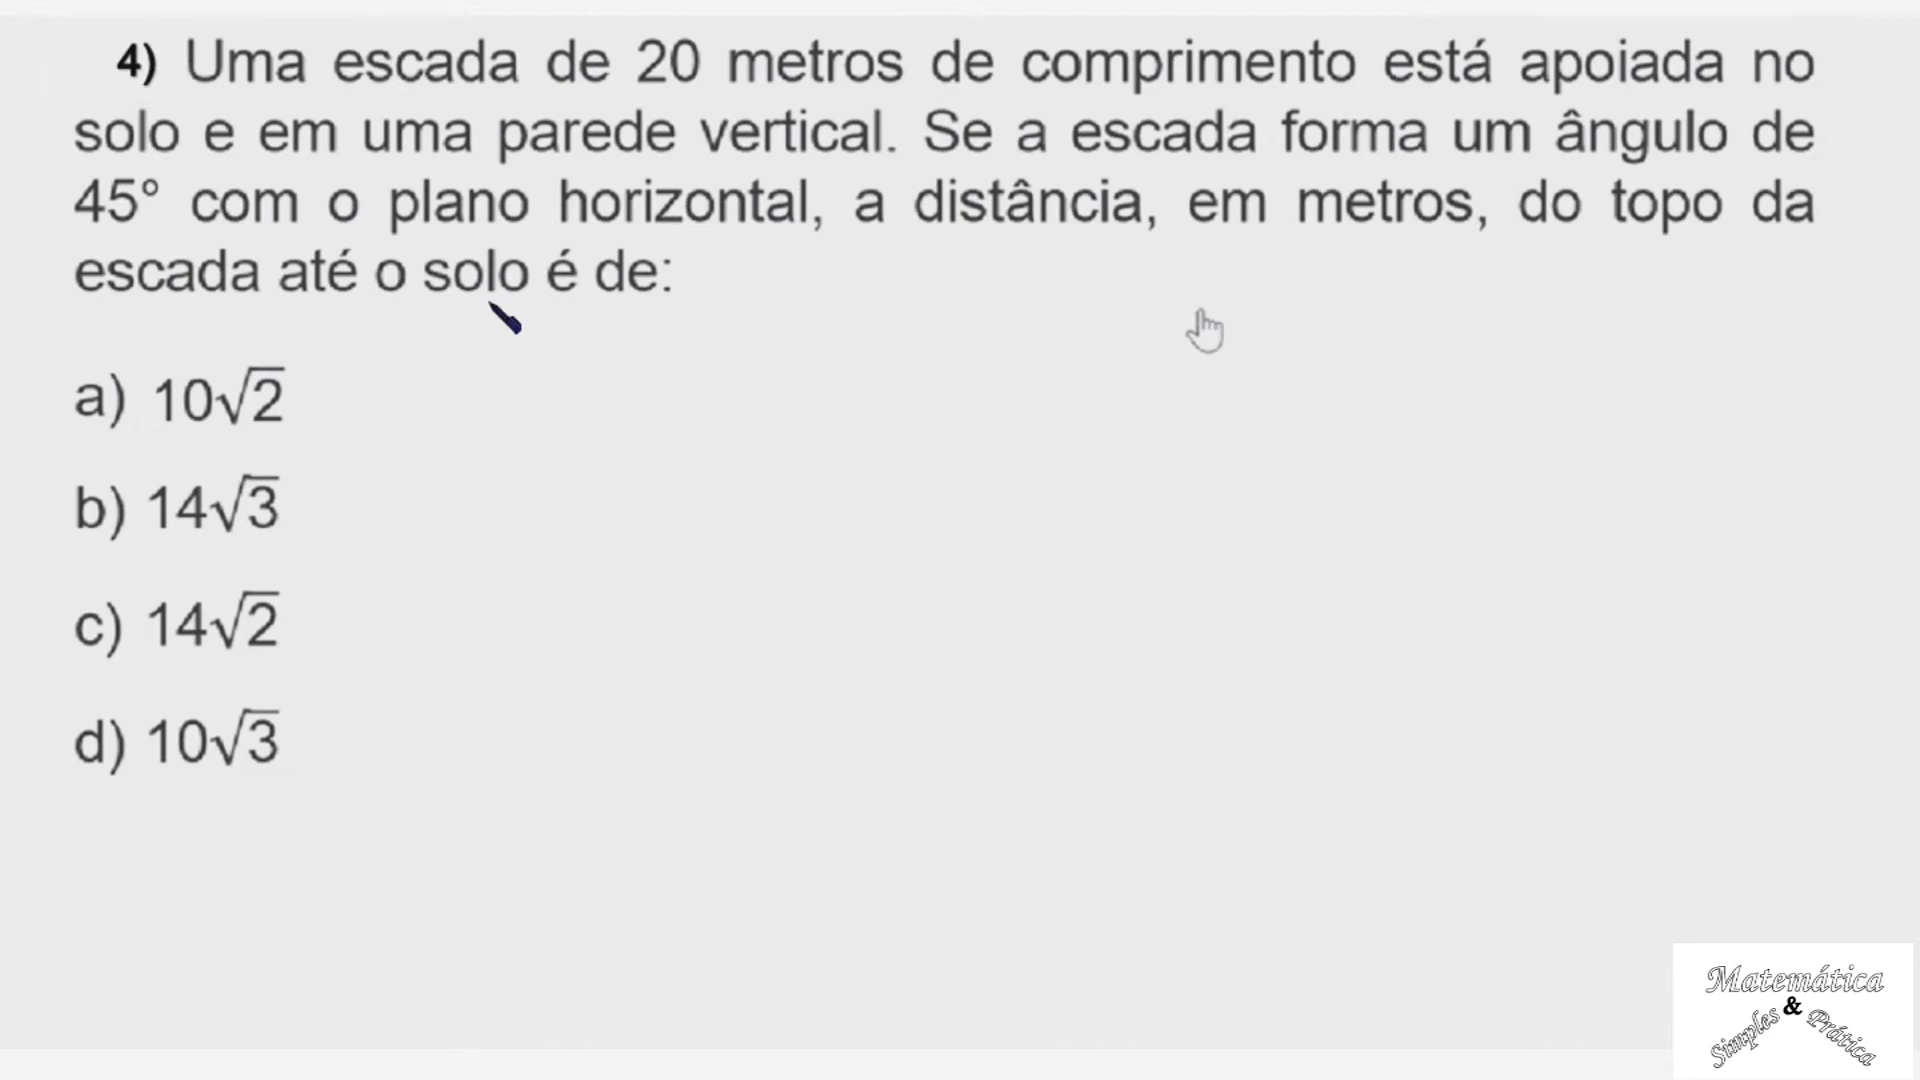 4) Uma escada de 20 metros de comprimento está apoiada no
solo e em uma parede vertical. Se a escada forma um ângulo de
45° com o plano horizontal, a distância, em metros, do topo da
escada até o solo é de:
a) 10√2
b) 14√3
c) 14√2
d) 10√3
Matemática
&
Simples Prática